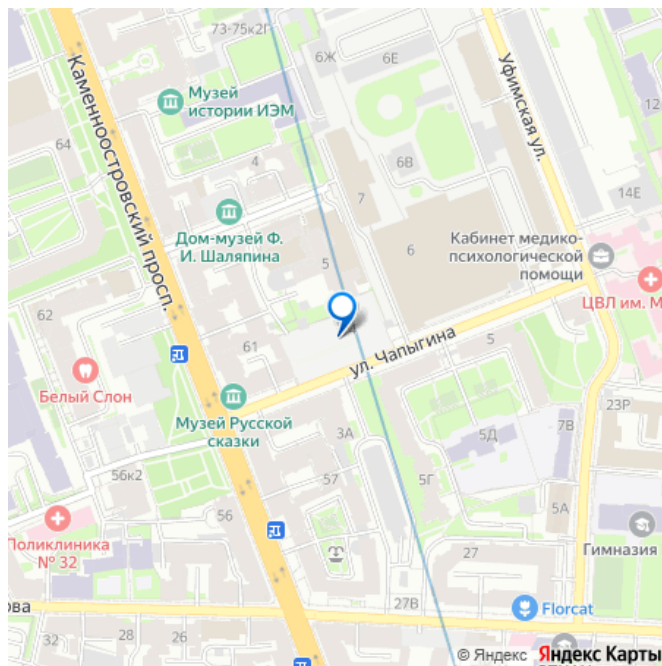 73-75к2Г
6Ж
6Е
Каменноостровский просп.
Музей
истории ИЭМ
Уфимская ул.
64
4
6В
7
14Е
Дом-музей Ф.
И. Шаляпина
5
6
Кабинет медико-
психологической
помощи
ЦВЛ им. М
62
61
ул. Чапыгина
5
Белый Слон
Музей Русской
сказки
3А
23Р
5Д
7В
56к2
57
5Г
56
5А
Поликлиника
№ 32
27
Гимназия
ова
27В
Florcat
32
28
26
© Яндекс Яндекс Карты